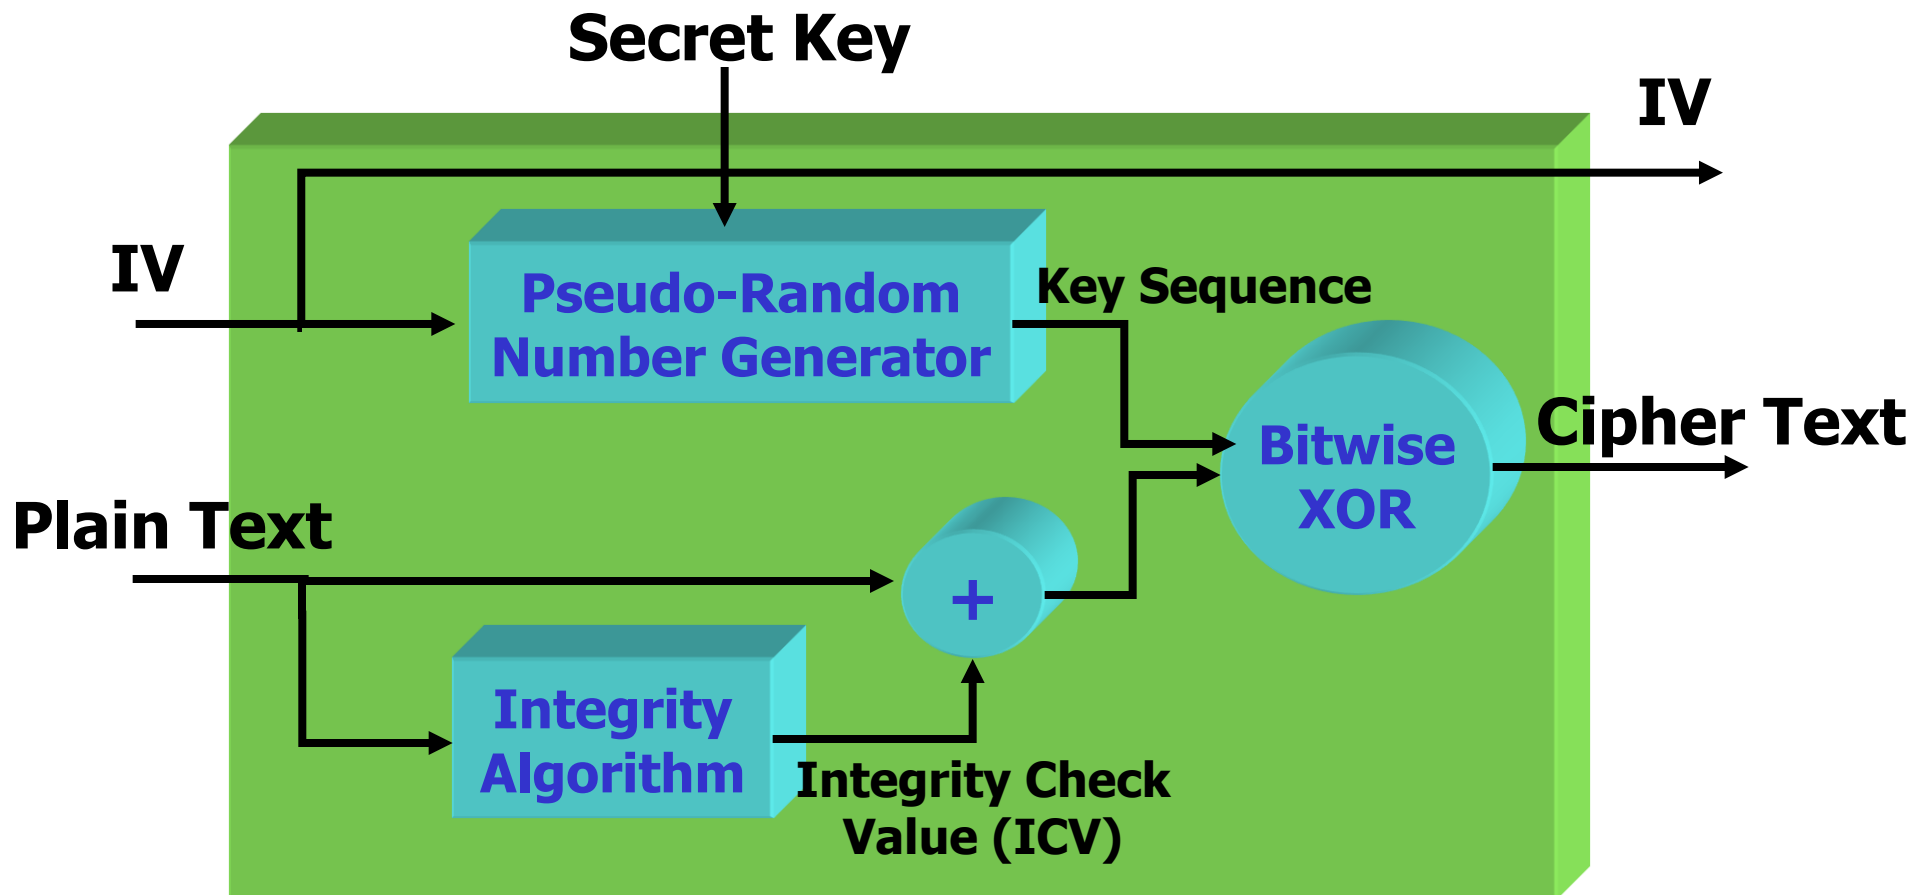 Secret Key
IV
IV
Pseudo-Random
Number Generator
Key Sequence
Bitwise
XOR
Cipher Text
Plain Text
+
Integrity
Algorithm
Integrity Check
Value (ICV)